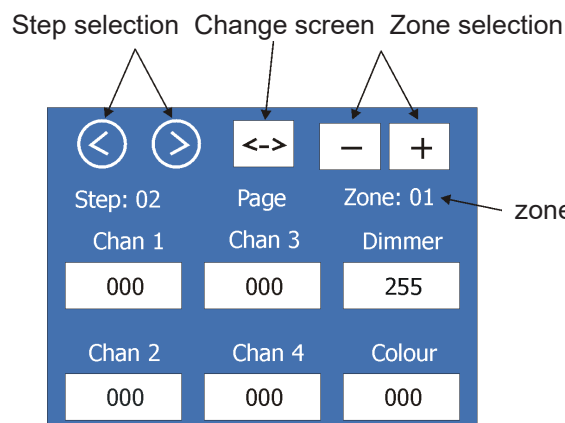 Step selection Change screen Zone selection
< > <-> − +
Step: 02 Page Zone: 01
zone
Chan 1 Chan 3 Dimmer
000 000 255
Chan 2 Chan 4 Colour
000 000 000